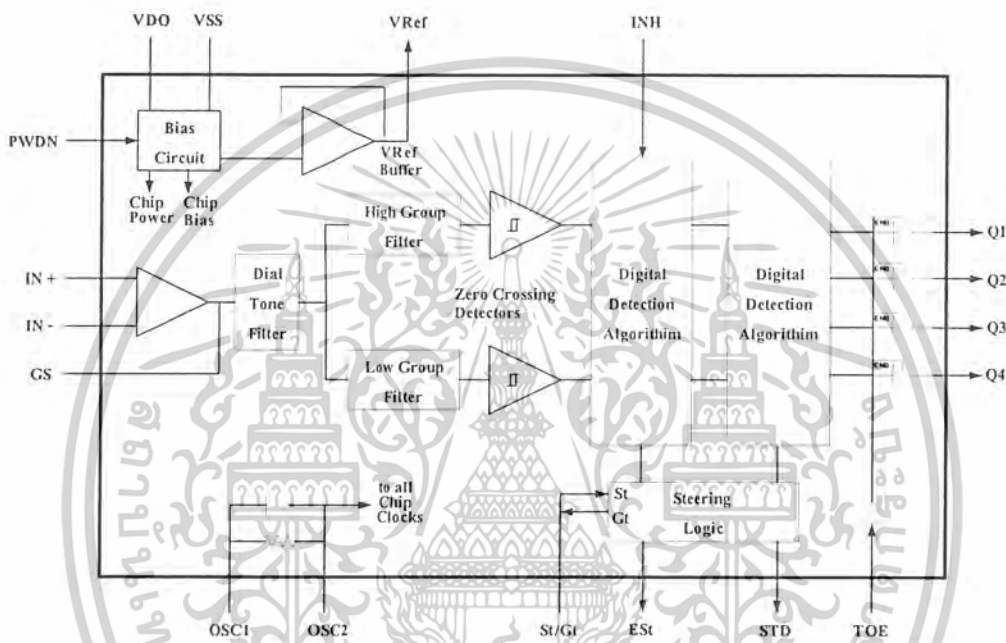 VDO VSS VRef INH
PWDN
Bias
Circuit
VRef
Buffer
Chip
Power
Chip
Bias
High Group
Filter
IN +
IN -
GS
Dial
Tone
Filter
Zero Crossing
Detectors
Digital
Detection
Algorithim
Digital
Detection
Algorithim
Low Group
Filter
Q1
Q2
Q3
Q4
to all
Chip
Clocks
St
Gt
Steering
Logic
OSC1 OSC2 St/Gt ESt STD TOE